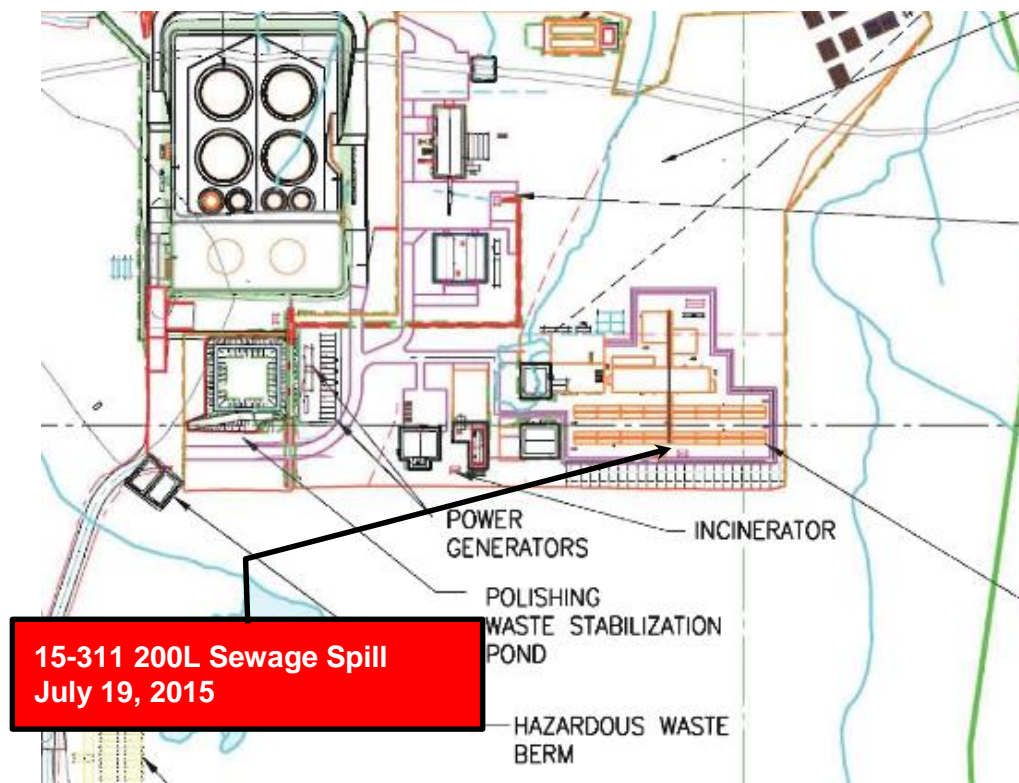 POWER
GENERATORS
INCINERATOR
POLISHING
WASTE STABILIZATION
POND
15-311 200L Sewage Spill
July 19, 2015
HAZARDOUS WASTE
BERM